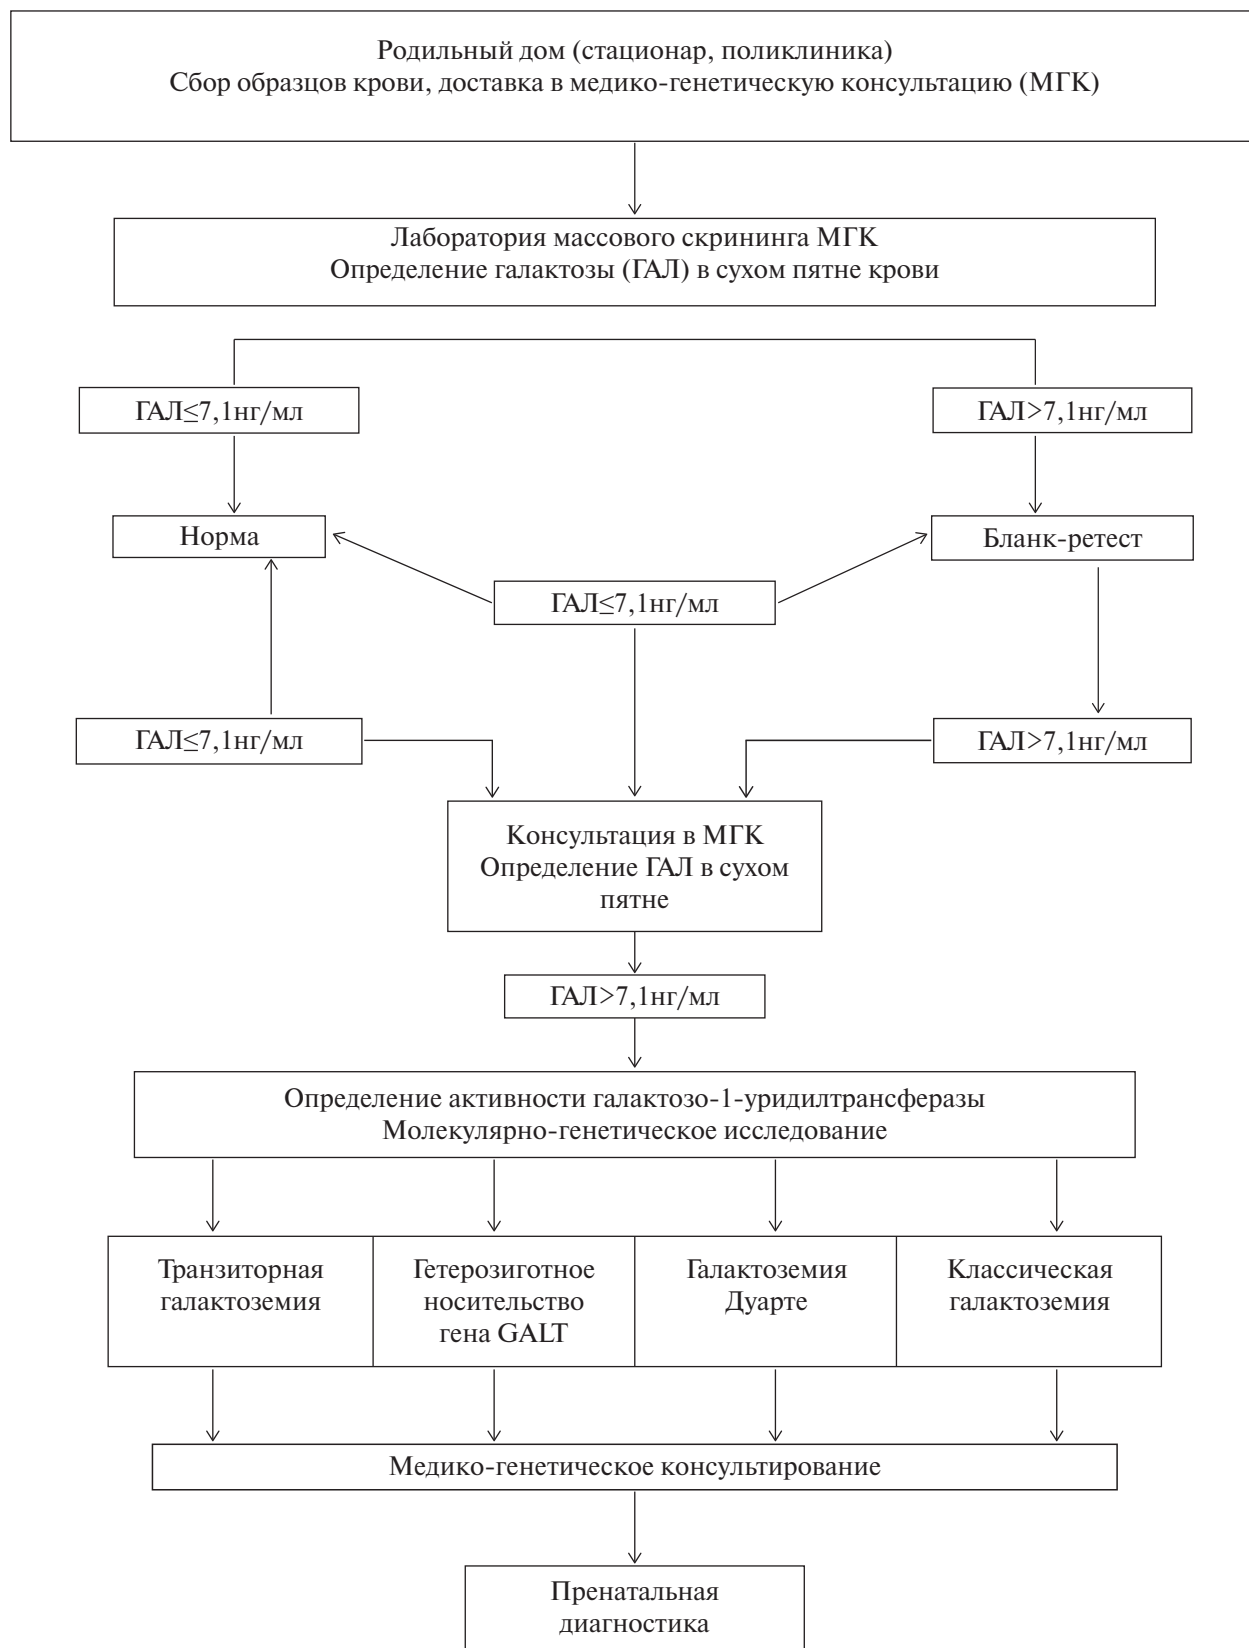 Родильный дом (стационар, поликлиника)
Сбор образцов крови, доставка в медико-генетическую консультацию (МГК)
Лаборатория массового скрининга МГК
Определение галактозы (ГАЛ) в сухом пятне крови
ГАЛ≤7,1нг/мл
ГАЛ>7,1нг/мл
Норма
Бланк-ретест
ГАЛ≤7,1нг/мл
ГАЛ≤7,1нг/мл
ГАЛ>7,1нг/мл
Консультация в МГК
Определение ГАЛ в сухом
пятне
ГАЛ>7,1нг/мл
Определение активности галактозо-1-уридилтрансферазы
Молекулярно-генетическое исследование
Транзиторная
галактоземия
Гетерозиготное
носительство
гена GALT
Галактоземия
Дуарте
Классическая
галактоземия
Медико-генетическое консультирование
Пренатальная
диагностика